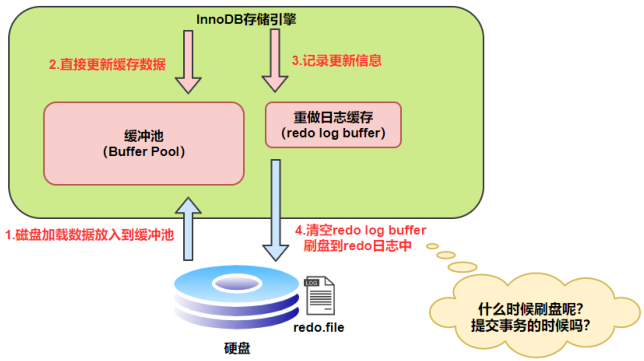 InnoDB存储引擎
2.直接更新缓存数据
3.记录更新信息
缓冲池
（Buffer Pool）
重做日志缓存
（redo log buffer）
1.磁盘加载数据放入到缓冲池
4.清空redo log buffer
刷盘到redo日志中
LOG
redo.file
硬盘
什么时候刷盘呢？
提交事务的时候吗？